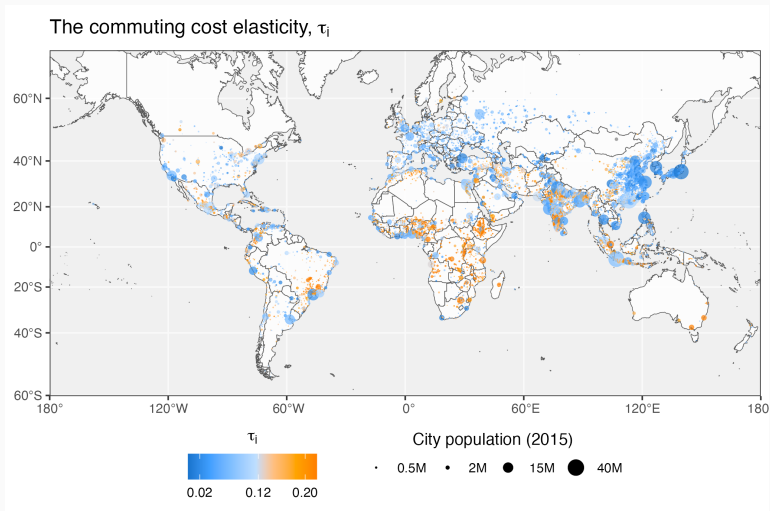 The commuting cost elasticity, τi
60°N
40°N
20°N
0°
20°S
40°S
60°S
180° 120°W 60°W 0° 60°E 120°E 180
τi City population (2015)
0.5M 2M 15M 40M
0.02 0.12 0.20